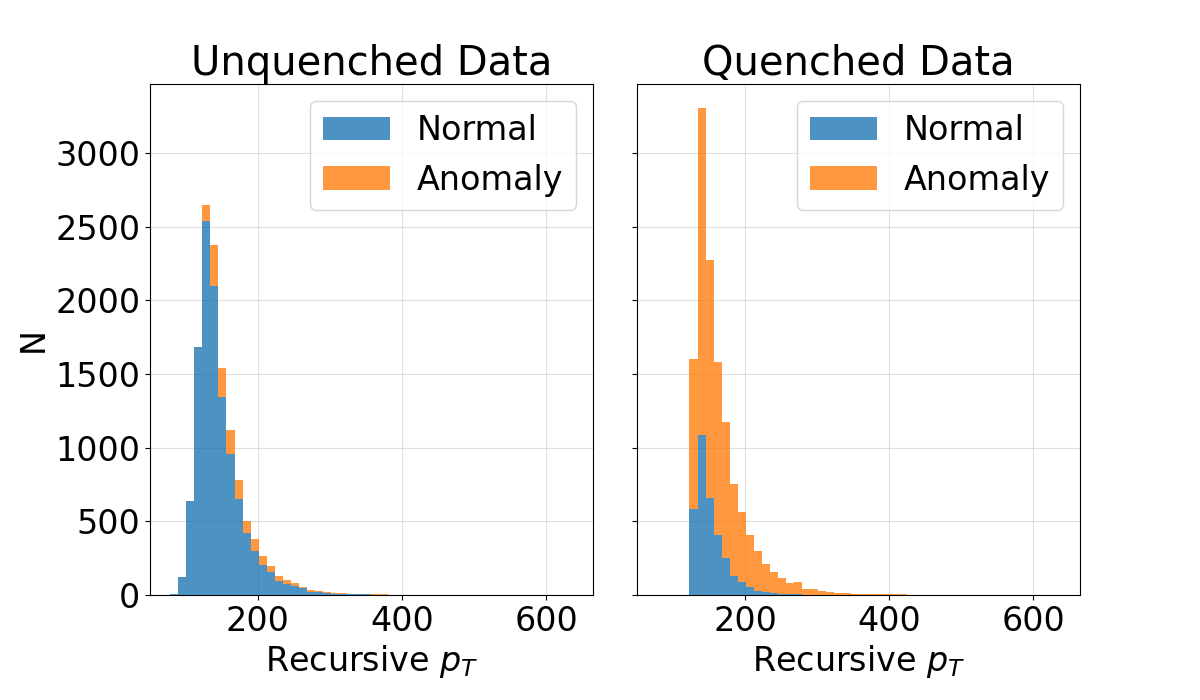 Unquenched Data
Quenched Data
Normal
Anomaly
Normal
Anomaly
3000
2500
2000
1500
1000
500
0
N
200 400 600
200 400 600
Recursive p_T
Recursive p_T